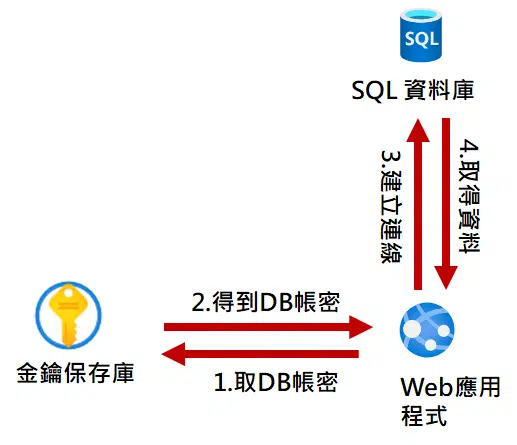 SQL
SQL 資料庫
3.建立連線
4.取得資料
2.得到DB帳密
金鑰保存庫
1.取DB帳密
Web應用
程式